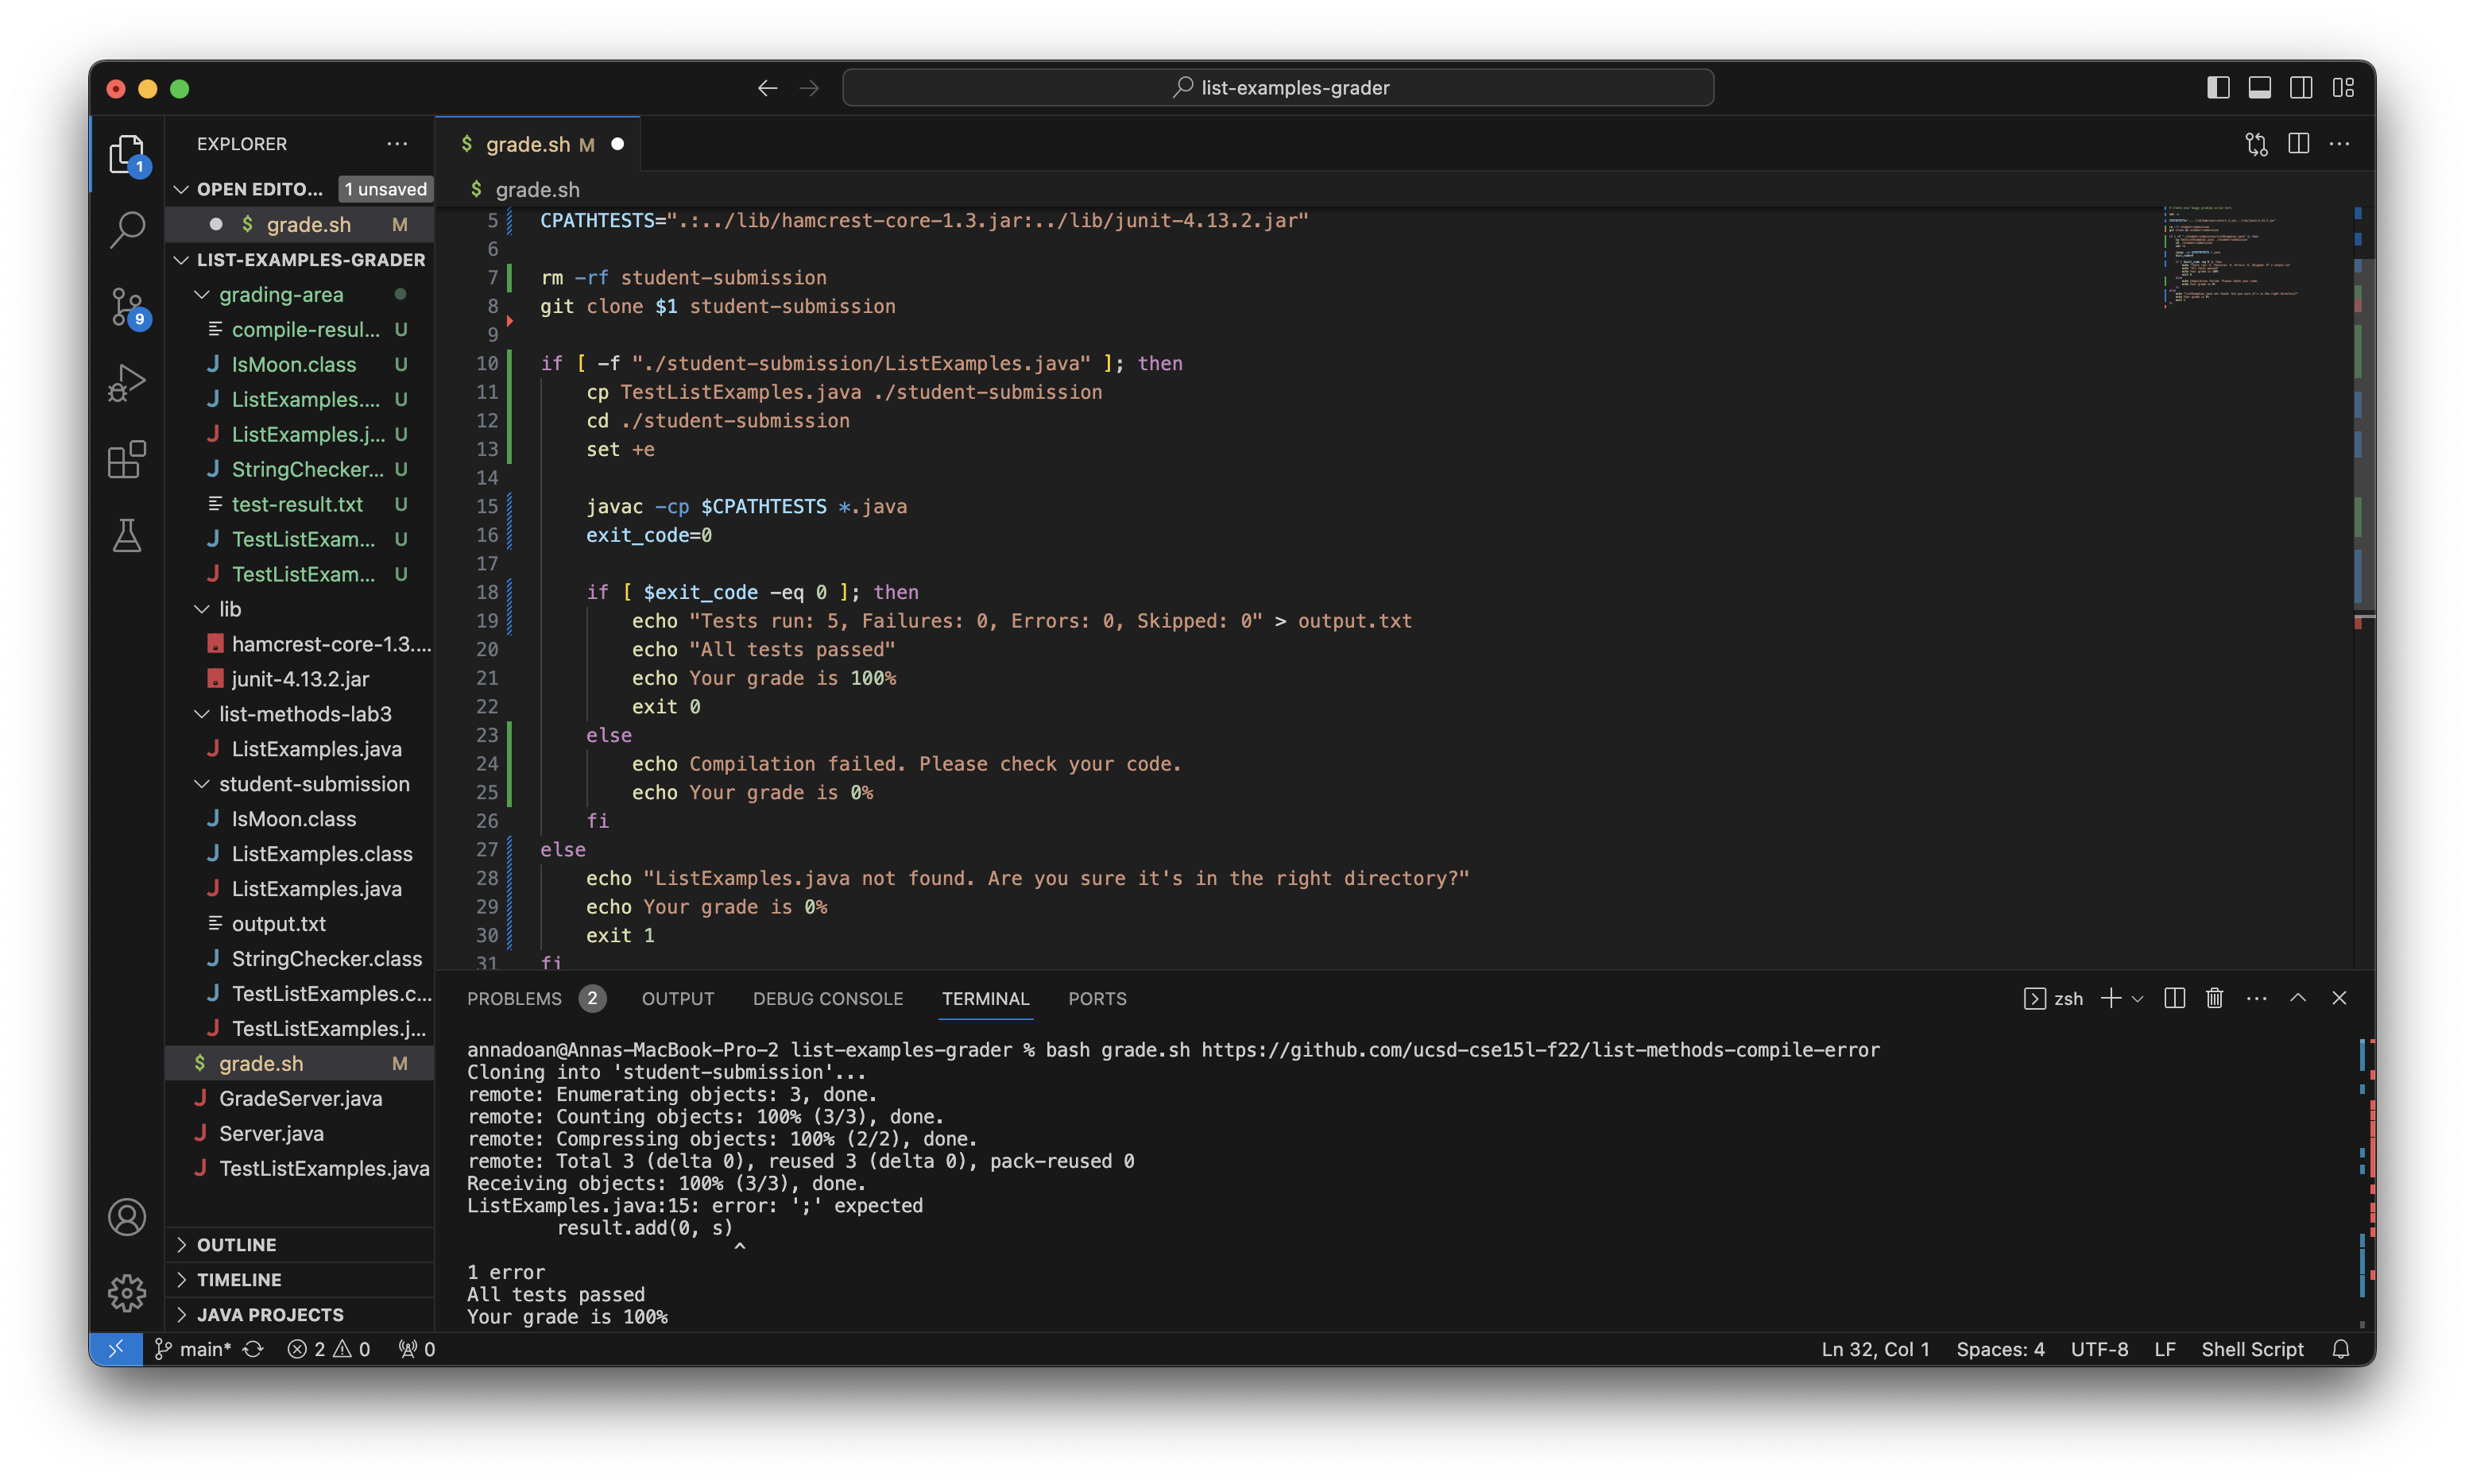 list-examples-grader
EXPLORER
OPEN EDITO... 1 unsaved
$ grade.sh M
LIST-EXAMPLES-GRADER
grading-area
compile-resul... U
J IsMoon.class U
J ListExamples.... U
J ListExamples.j... U
J StringChecker... U
test-result.txt U
J TestListExam... U
J TestListExam... U
lib
hamcrest-core-1.3....
junit-4.13.2.jar
list-methods-lab3
J ListExamples.java
student-submission
J IsMoon.class
J ListExamples.class
J ListExamples.java
output.txt
J StringChecker.class
J TestListExamples.c...
J TestListExamples.j...
$ grade.sh M
J GradeServer.java
J Server.java
J TestListExamples.java
OUTLINE
TIMELINE
JAVA PROJECTS
1
9
$ grade.sh M
$ grade.sh
5 CPATHTESTS=".:../lib/hamcrest-core-1.3.jar:../lib/junit-4.13.2.jar"
6
7 rm -rf student-submission
8 git clone $1 student-submission
9
10 if [ -f "./student-submission/ListExamples.java" ]; then
11 cp TestListExamples.java ./student-submission
12 cd ./student-submission
13 set +e
14
15 javac -cp $CPATHTESTS *.java
16 exit_code=0
17
18 if [ $exit_code -eq 0 ]; then
19 echo "Tests run: 5, Failures: 0, Errors: 0, Skipped: 0" > output.txt
20 echo "All tests passed"
21 echo Your grade is 100%
22 exit 0
23 else
24 echo Compilation failed. Please check your code.
25 echo Your grade is 0%
26 fi
27 else
28 echo "ListExamples.java not found. Are you sure it's in the right directory?"
29 echo Your grade is 0%
30 exit 1
31 fi
PROBLEMS 2 OUTPUT DEBUG CONSOLE TERMINAL PORTS
zsh
annadoan@Annas-MacBook-Pro-2 list-examples-grader % bash grade.sh https://github.com/ucsd-cse15l-f22/list-methods-compile-error
Cloning into 'student-submission'...
remote: Enumerating objects: 3, done.
remote: Counting objects: 100% (3/3), done.
remote: Compressing objects: 100% (2/2), done.
remote: Total 3 (delta 0), reused 3 (delta 0), pack-reused 0
Receiving objects: 100% (3/3), done.
ListExamples.java:15: error: ';' expected
result.add(0, s)
^
1 error
All tests passed
Your grade is 100%
main* 2 0 0
Ln 32, Col 1 Spaces: 4 UTF-8 LF Shell Script